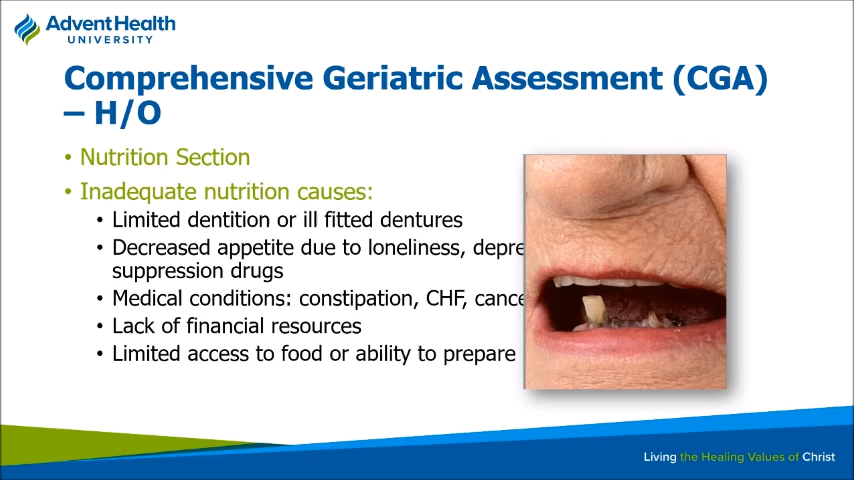 AdventHealth
UNIVERSITY
Comprehensive Geriatric Assessment (CGA)
– H/O
• Nutrition Section
• Inadequate nutrition causes:
• Limited dentition or ill fitted dentures
• Decreased appetite due to loneliness,
suppression drugs
• Medical conditions: constipation, CHF,
• Lack of financial resources
• Limited access to food or ability to prepare
Living the Healing Values of Christ